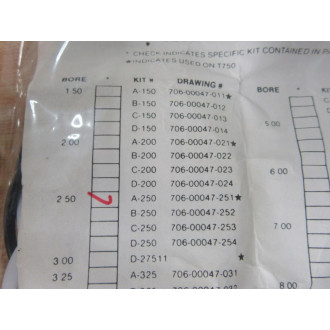 * CHECK INDICATES SPECIFIC KIT CONTAINED IN
*INDICATES USED ON T750
BORE * KIT # DRAWING # BORE
1 50 A-150 706-00047-011★
B-150 706-00047-012
C-150 706-00047-013 5.00
D-150 706-00047-014
2 00 A-200 706-00047-021★
B-200 706-00047-022
C-200 706-00047-023 6.00
D-200 706-00047-024
2 50 A-250 706-00047-251★
B-250 706-00047-252
C-250 706-00047-253 7.00
D-250 706-00047-254
3 00 D-27511 ★
3 25 A-325 706-00047-031
8.00